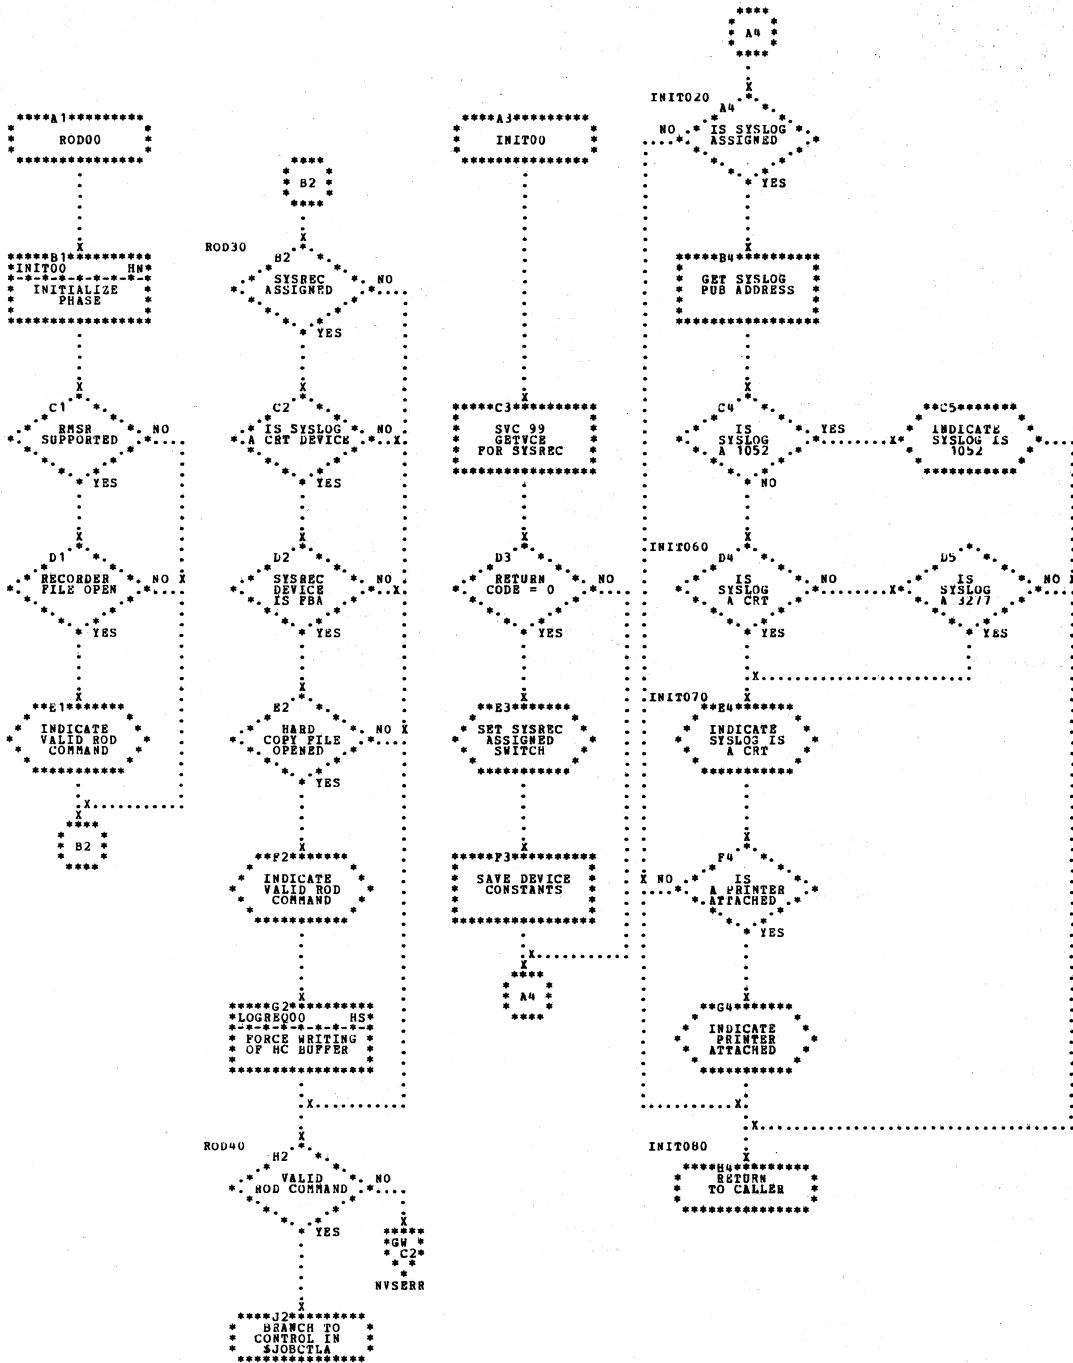 A1
ROD00
B1
INIT00 HN
INITIALIZE
PHASE
C1
RMSR
SUPPORTED
NO
YES
D1
RECORDER
FILE OPEN
NO
YES
E1
INDICATE
VALID ROD
COMMAND
B2
B2
ROD30
B2
SYSREC
ASSIGNED
NO
YES
C2
IS SYSLOG
A CRT DEVICE
NO
YES
D2
SYSREC
DEVICE
IS FBA
NO
YES
E2
HARD
COPY FILE
OPENED
NO
YES
F2
INDICATE
VALID ROD
COMMAND
G2
LOGREQ00 HS
FORCE WRITING
OF HC BUFFER
ROD40
H2
VALID
ROD COMMAND
NO
YES
GW
C2
NVSERR
J2
BRANCH TO
CONTROL IN
$JOBCTLA
A3
INIT00
C3
SVC 99
GETVCE
FOR SYSREC
D3
RETURN
CODE = 0
NO
YES
E3
SET SYSREC
ASSIGNED
SWITCH
F3
SAVE DEVICE
CONSTANTS
A4
A4
INIT020
A4
IS SYSLOG
ASSIGNED
NO
YES
B4
GET SYSLOG
PUB ADDRESS
C4
IS
SYSLOG
A 1052
YES
NO
C5
INDICATE
SYSLOG IS
1052
INIT060
D4
IS
SYSLOG
A CRT
NO
YES
D5
IS
SYSLOG
A 3277
NO
YES
INIT070
E4
INDICATE
SYSLOG IS
A CRT
F4
IS
A PRINTER
ATTACHED
NO
YES
G4
INDICATE
PRINTER
ATTACHED
INIT080
H4
RETURN
TO CALLER